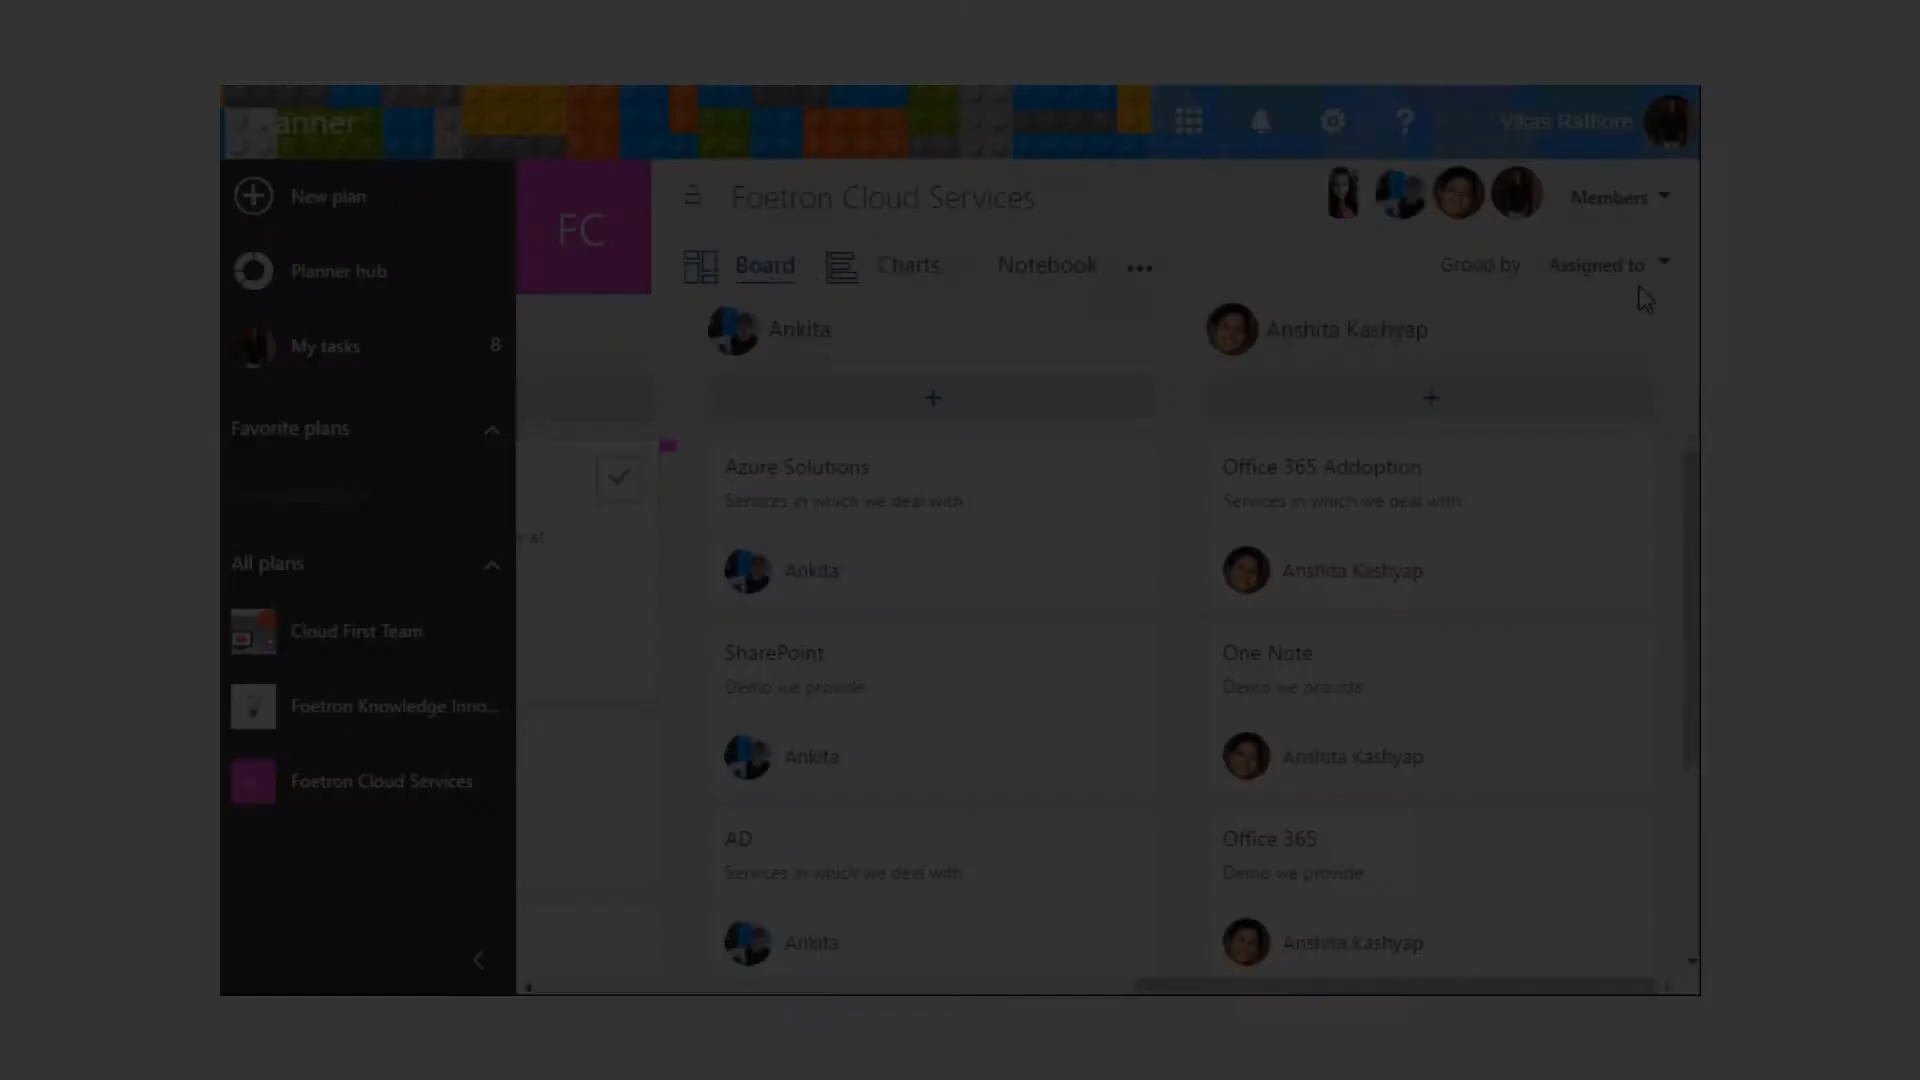 anner
Vikas Rathore
New plan
Planner hub
My tasks 8
Favorite plans
All plans
Cloud First Team
Foetron Knowledge Inno...
Foetron Cloud Services
FC
Foetron Cloud Services
Members
Board
Charts
Notebook
Group by Assigned to
y at
Ankita
+
Azure Solutions
Services in which we deal with
Ankita
SharePoint
Demo we provide
Ankita
AD
Services in which we deal with
Ankita
Anshita Kashyap
+
Office 365 Addoption
Services in which we deal with
Anshita Kashyap
One Note
Demo we provide
Anshita Kashyap
Office 365
Demo we provide
Anshita Kashyap